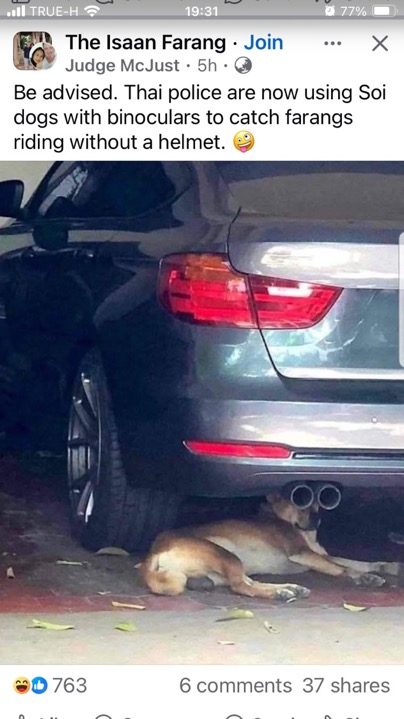 TRUE-H 19:31 77%
The Isaan Farang · Join
Judge McJust · 5h ·
Be advised. Thai police are now using Soi
dogs with binoculars to catch farangs
riding without a helmet. 🤪
763 6 comments 37 shares